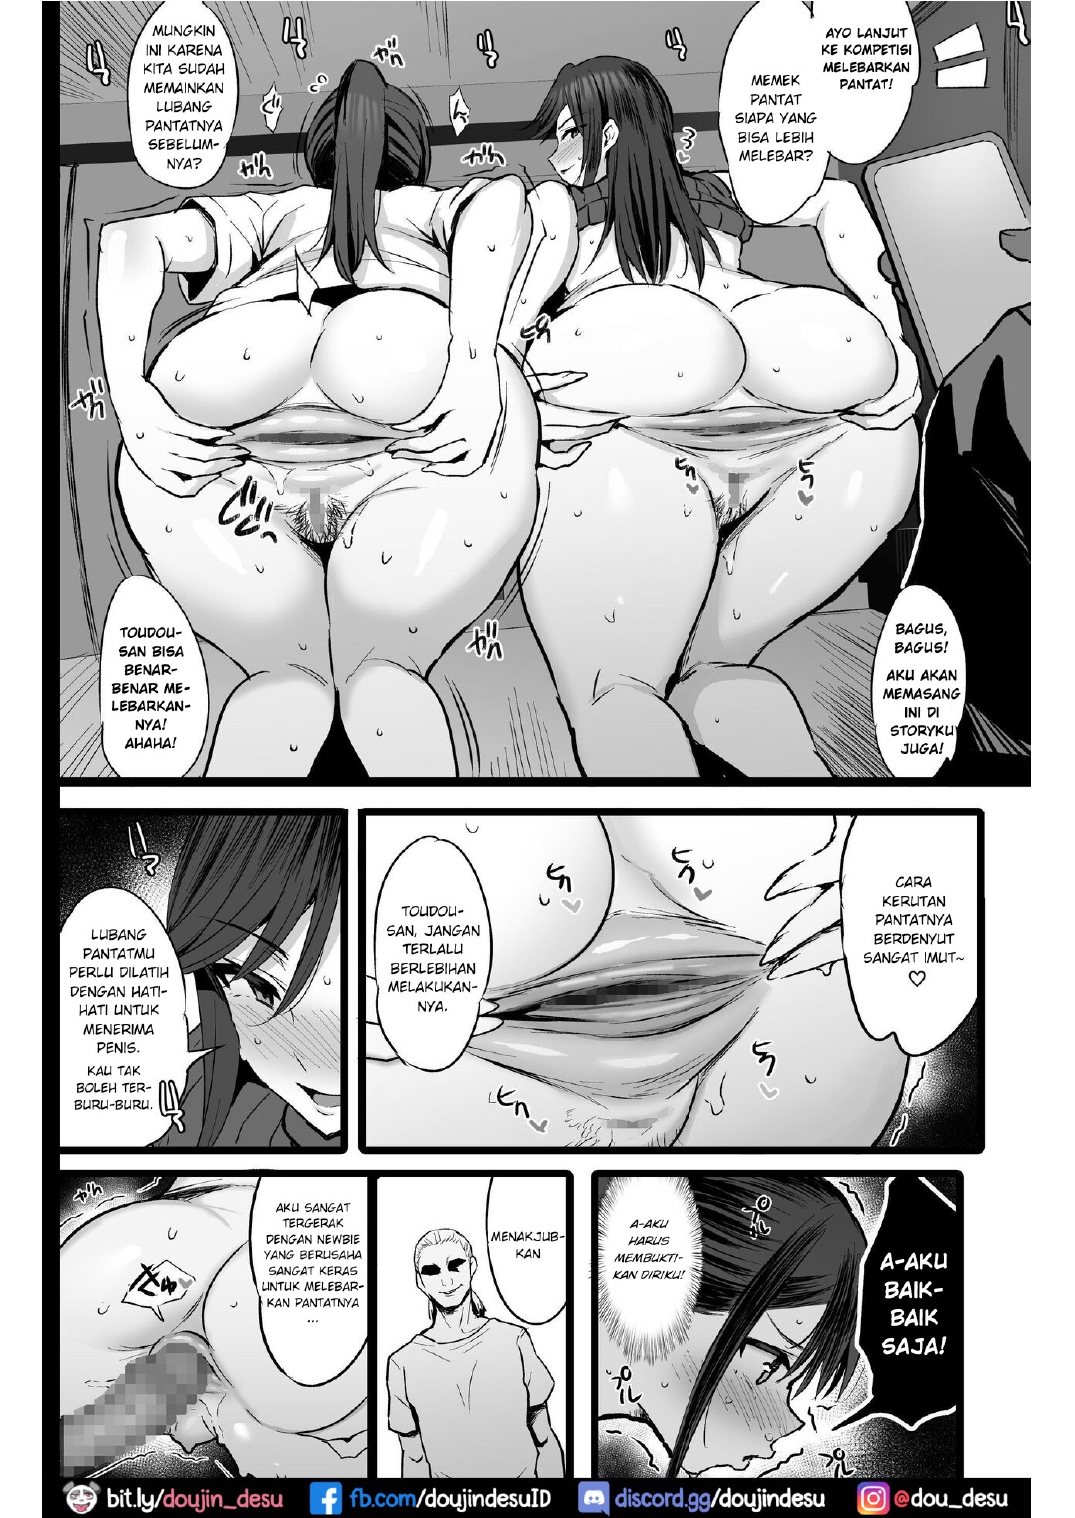 AYO LANJUT
KE KOMPETISI
MELEBARKAN
PANTAT!
MEMEK
PANTAT
SIAPA YANG
BISA LEBIH
MELEBAR?
MUNGKIN
INI KARENA
KITA SUDAH
MEMAINKAN
LUBANG
PANTATNYA
SEBELUM-
NYA?
BAGUS,
BAGUS!
AKU AKAN
MEMASANG
INI DI
STORYKU
JUGA!
TOUDOU-
SAN BISA
BENAR-
BENAR ME-
LEBARKAN-
NYA!
AHAHA!
CARA
KERUTAN
PANTATNYA
BERDENYUT
SANGAT IMUT~
♡
TOUDOU-
SAN, JANGAN
TERLALU
BERLEBIHAN
MELAKUKAN-
NYA.
LUBANG
PANTATMU
PERLU DILATIH
DENGAN HATI-
HATI UNTUK
MENERIMA
PENIS.
KAU TAK
BOLEH TER-
BURU-BURU.
A-AKU
BAIK-
BAIK
SAJA!
A-AKU
HARUS
MEMBUKTI-
KAN DIRIKU!
MENAKJUB-
KAN
AKU SANGAT
TERGERAK
DENGAN NEWBIE
YANG BERUSAHA
SANGAT KERAS
UNTUK MELEBAR-
KAN PANTATNYA
...
bit.ly/doujin_desu fb.com/doujindesuID discord.gg/doujindesu @dou_desu